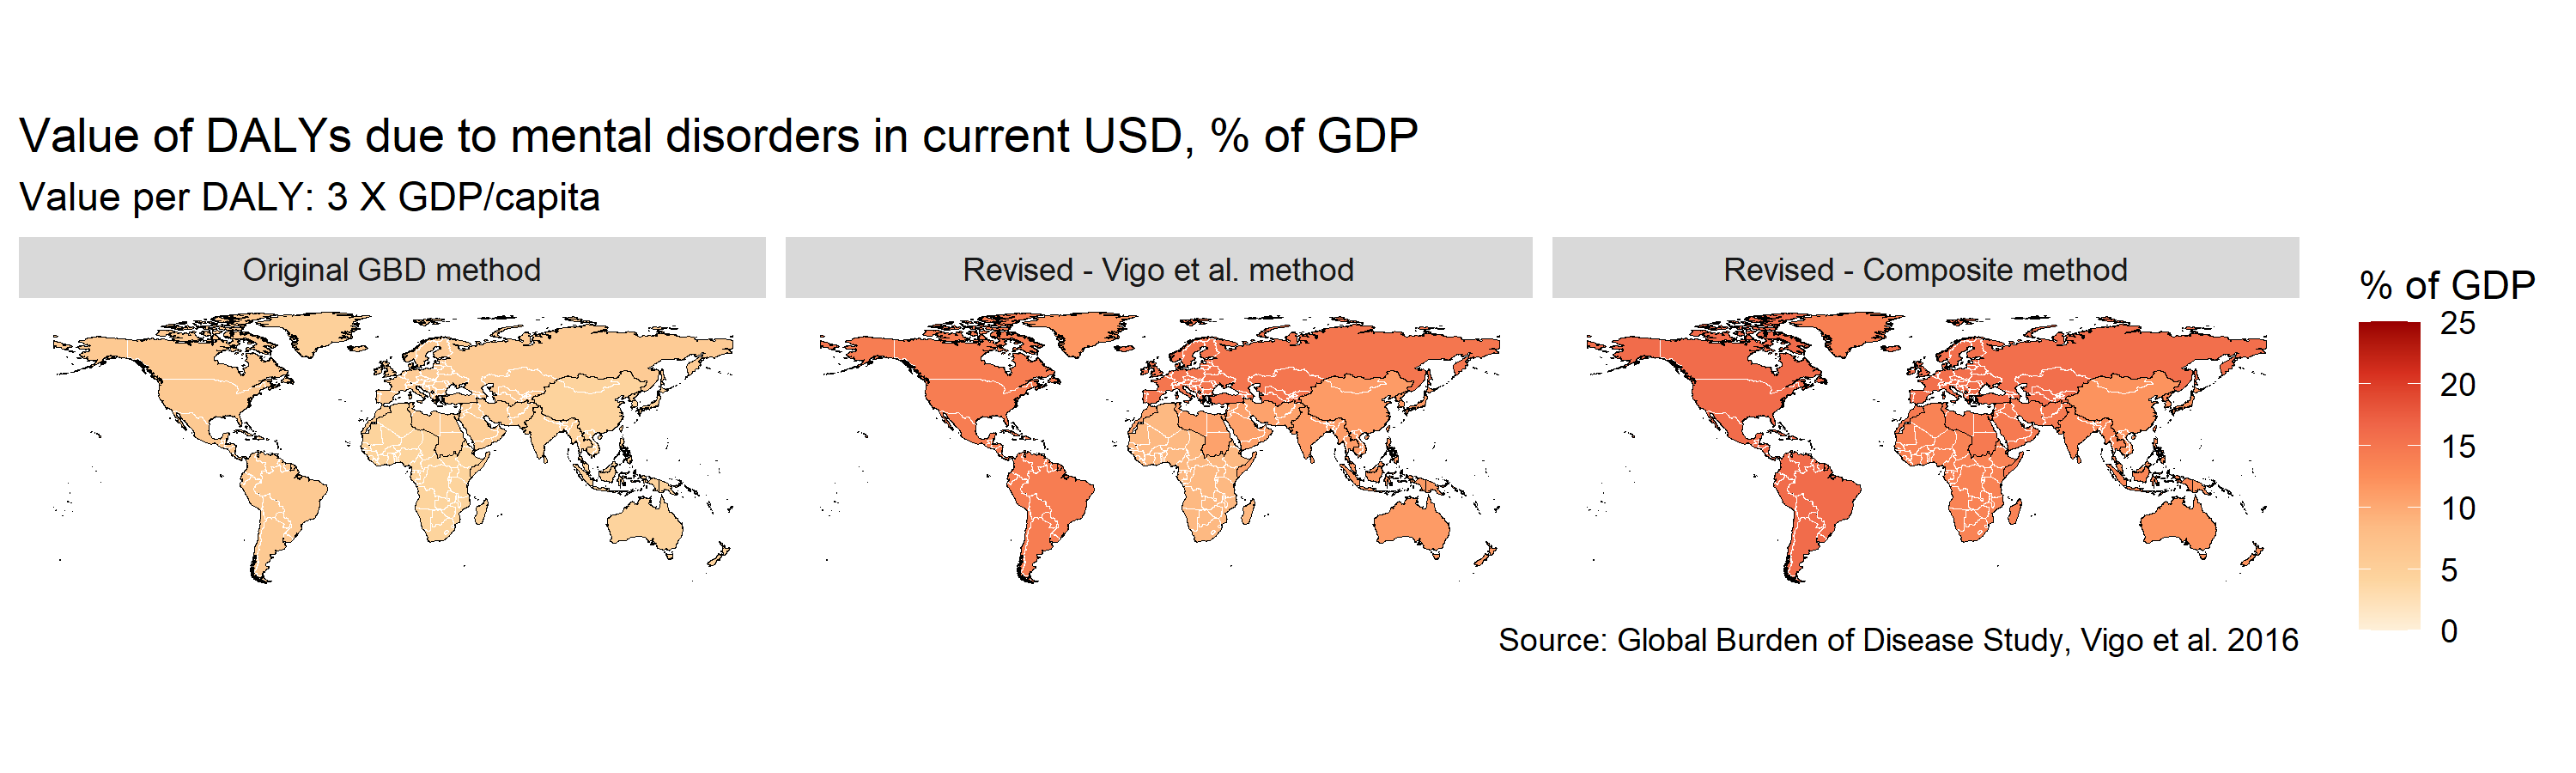 Value of DALYs due to mental disorders in current USD, % of GDP
Value per DALY: 3 X GDP/capita
Original GBD method
Revised - Vigo et al. method
Revised - Composite method
% of GDP
25
20
15
10
5
0
Source: Global Burden of Disease Study, Vigo et al. 2016